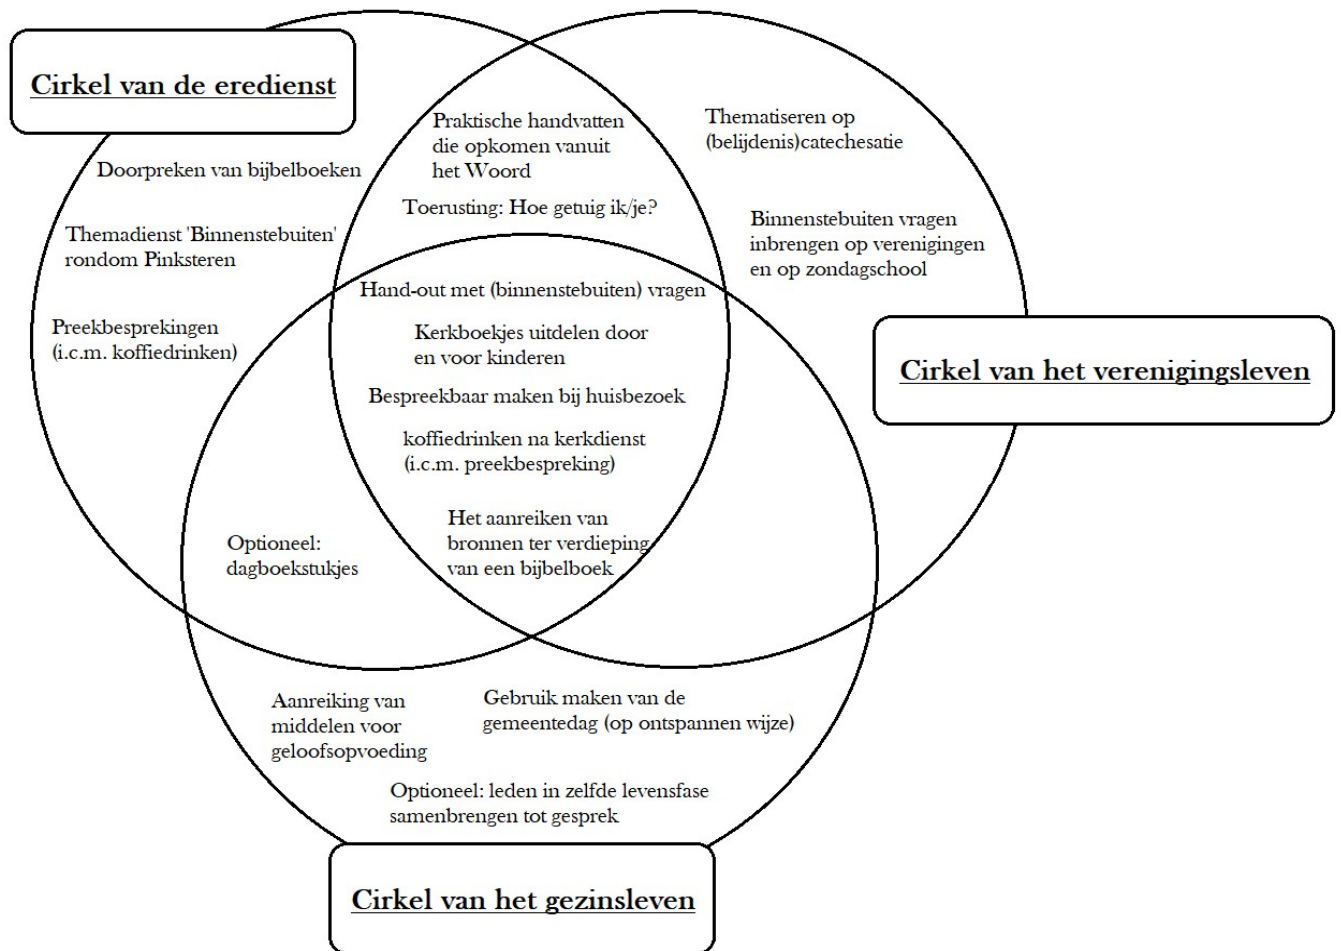 Cirkel van de eredienst
Doorpreken van bijbelboeken
Themadienst 'Binnenstebuiten'
rondom Pinksteren
Preekbesprekingen
(i.c.m. koffiedrinken)
Praktische handvatten
die opkomen vanuit
het Woord
Toerusting: Hoe getuig ik/je?
Thematiseren op
(belijdenis)catechesatie
Binnenstebuiten vragen
inbrengen op verenigingen
en op zondagschool
Cirkel van het verenigingsleven
Hand-out met (binnenstebuiten) vragen
Kerkboekjes uitdelen door
en voor kinderen
Bespreekbaar maken bij huisbezoek
koffiedrinken na kerkdienst
(i.c.m. preekbespreking)
Het aanreiken van
bronnen ter verdieping
van een bijbelboek
Optioneel:
dagboekstukjes
Aanreiking van
middelen voor
geloofsopvoeding
Gebruik maken van de
gemeentedag (op ontspannen wijze)
Optioneel: leden in zelfde levensfase
samenbrengen tot gesprek
Cirkel van het gezinsleven